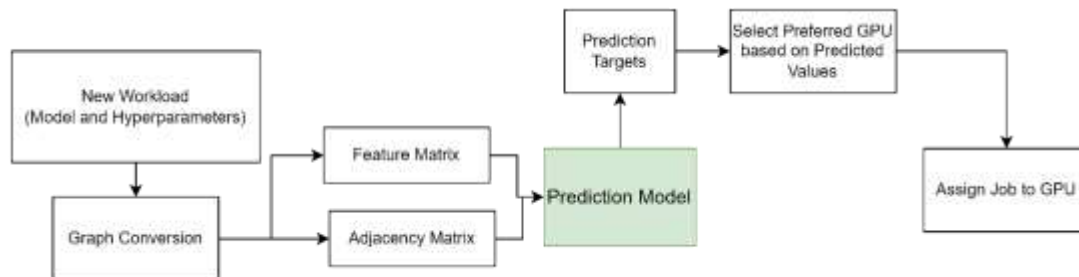 New Workload
(Model and Hyperparameters)
Graph Conversion
Feature Matrix
Adjacency Matrix
Prediction Model
Prediction
Targets
Select Preferred GPU
based on Predicted
Values
Assign Job to GPU